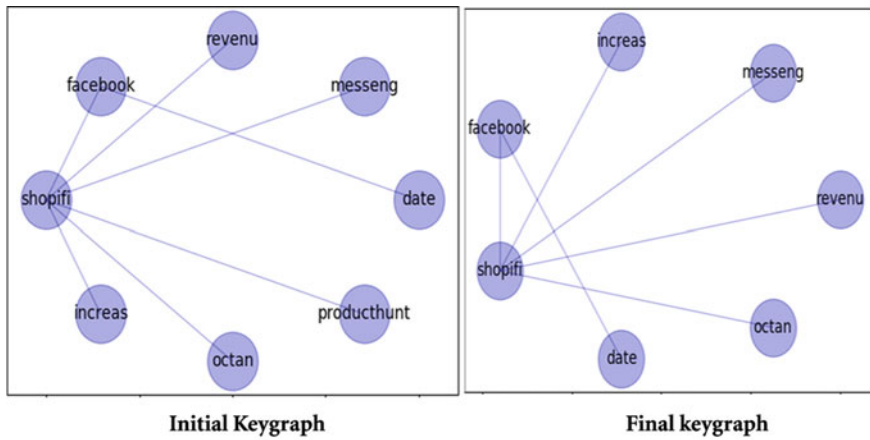 revenu
facebook
messeng
shopifi
date
increas
producthunt
octan
Initial Keygraph
increas
messeng
facebook
revenu
shopifi
octan
date
Final keygraph